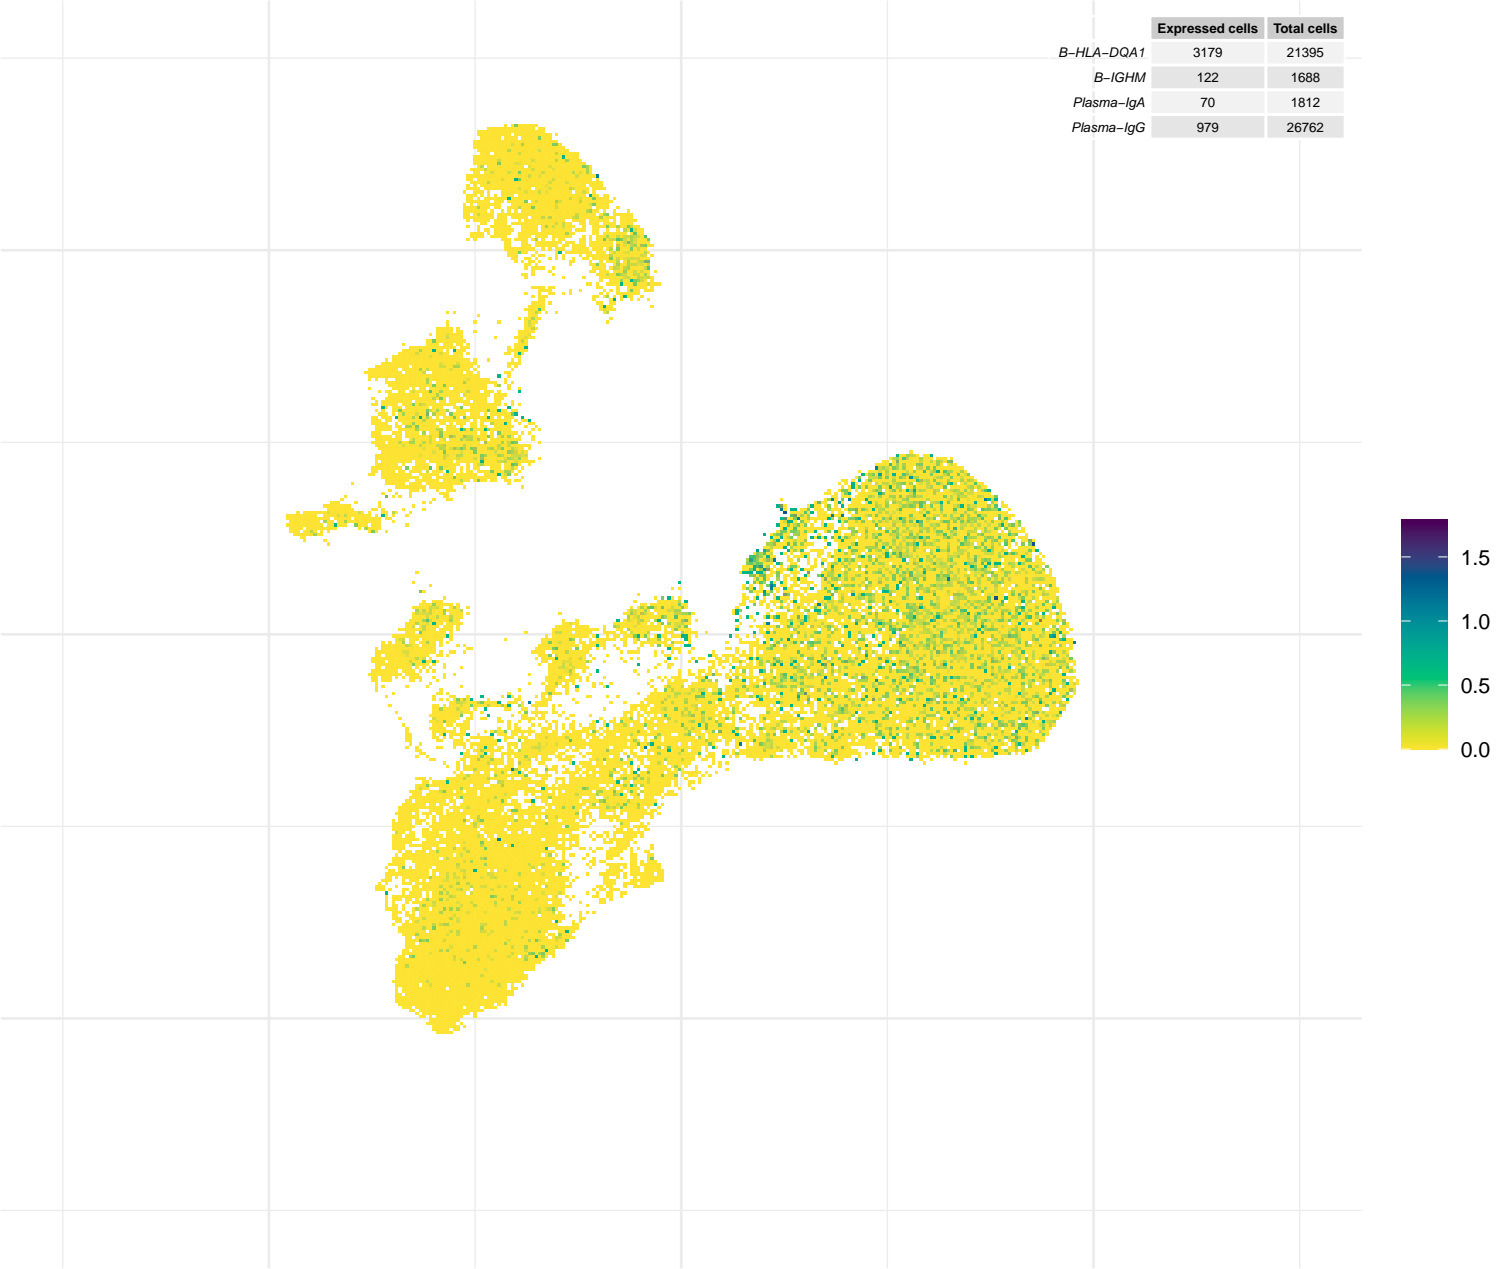 Expressed cells Total cells
B−HLA−DQA1 3179 21395
B−IGHM 122 1688
Plasma−IgA 70 1812
Plasma−IgG 979 26762
1.5
1.0
0.5
0.0